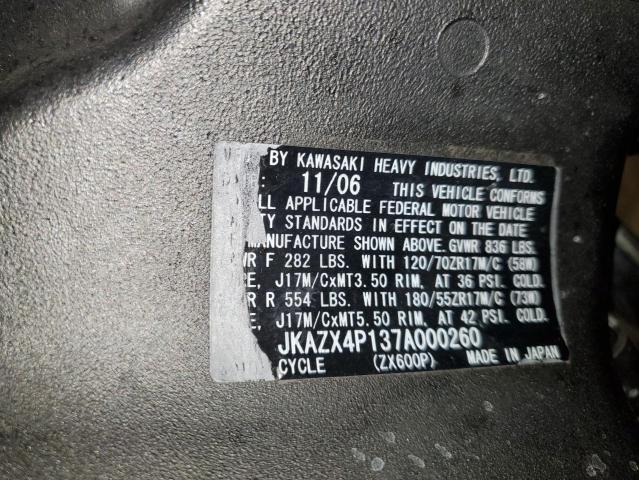 BY KAWASAKI HEAVY INDUSTRIES, LTD.
: 11/06 THIS VEHICLE CONFORMS
LL APPLICABLE FEDERAL MOTOR VEHICLE
TY STANDARDS IN EFFECT ON THE DATE
MANUFACTURE SHOWN ABOVE. GVWR 836 LBS.
WR F 282 LBS. WITH 120/70ZR17M/C (58W)
E, J17M/CxMT3.50 RIM, AT 36 PSI. COLD.
R R 554 LBS. WITH 180/55ZR17M/C (73W)
E, J17M/CxMT5.50 RIM, AT 42 PSI. COLD.
JKAZX4P137A000260
CYCLE (ZX600P) MADE IN JAPAN